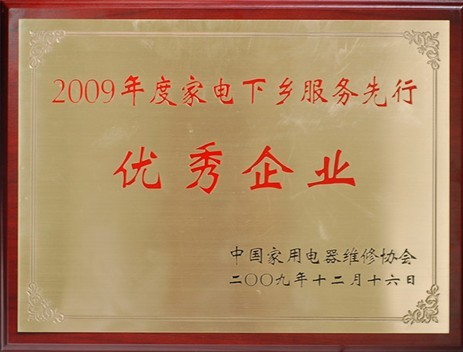 2009年度家电下乡服务先行
优秀企业
中国家用电器维修协会
二〇〇九年十二月十六日